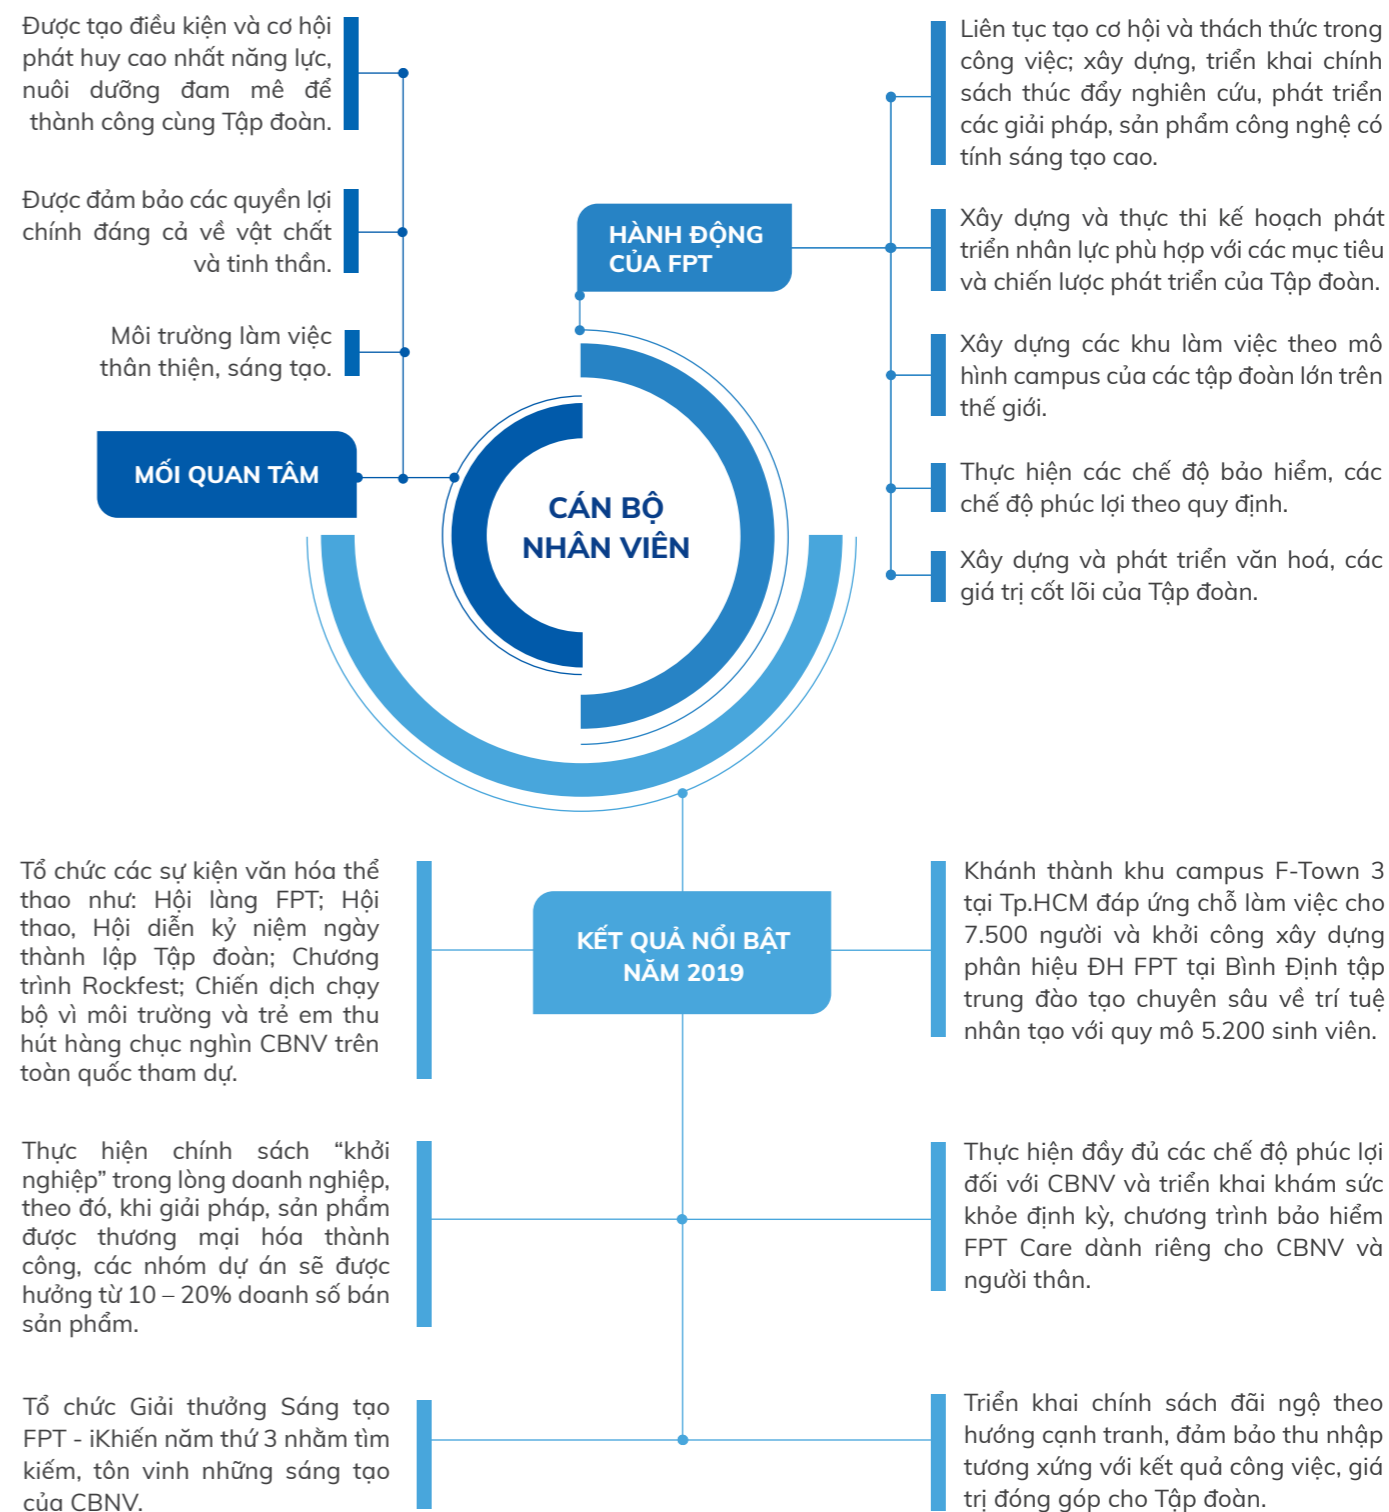 Được tạo điều kiện và cơ hội
phát huy cao nhất năng lực,
nuôi dưỡng đam mê để
thành công cùng Tập đoàn.
Được đảm bảo các quyền lợi
chính đáng cả về vật chất
và tinh thần.
Môi trường làm việc
thân thiện, sáng tạo.
MỐI QUAN TÂM
CÁN BỘ
NHÂN VIÊN
HÀNH ĐỘNG
CỦA FPT
Liên tục tạo cơ hội và thách thức trong
công việc; xây dựng, triển khai chính
sách thúc đẩy nghiên cứu, phát triển
các giải pháp, sản phẩm công nghệ có
tính sáng tạo cao.
Xây dựng và thực thi kế hoạch phát
triển nhân lực phù hợp với các mục tiêu
và chiến lược phát triển của Tập đoàn.
Xây dựng các khu làm việc theo mô
hình campus của các tập đoàn lớn trên
thế giới.
Thực hiện các chế độ bảo hiểm, các
chế độ phúc lợi theo quy định.
Xây dựng và phát triển văn hoá, các
giá trị cốt lõi của Tập đoàn.
KẾT QUẢ NỔI BẬT
NĂM 2019
Tổ chức các sự kiện văn hóa thể
thao như: Hội làng FPT; Hội
thao, Hội diễn kỷ niệm ngày
thành lập Tập đoàn; Chương
trình Rockfest; Chiến dịch chạy
bộ vì môi trường và trẻ em thu
hút hàng chục nghìn CBNV trên
toàn quốc tham dự.
Thực hiện chính sách “khởi
nghiệp” trong lòng doanh nghiệp,
theo đó, khi giải pháp, sản phẩm
được thương mại hóa thành
công, các nhóm dự án sẽ được
hưởng từ 10 – 20% doanh số bán
sản phẩm.
Tổ chức Giải thưởng Sáng tạo
FPT - iKhiến năm thứ 3 nhằm tìm
kiếm, tôn vinh những sáng tạo
của CBNV.
Khánh thành khu campus F-Town 3
tại Tp.HCM đáp ứng chỗ làm việc cho
7.500 người và khởi công xây dựng
phân hiệu ĐH FPT tại Bình Định tập
trung đào tạo chuyên sâu về trí tuệ
nhân tạo với quy mô 5.200 sinh viên.
Thực hiện đầy đủ các chế độ phúc lợi
đối với CBNV và triển khai khám sức
khỏe định kỳ, chương trình bảo hiểm
FPT Care dành riêng cho CBNV và
người thân.
Triển khai chính sách đãi ngộ theo
hướng cạnh tranh, đảm bảo thu nhập
tương xứng với kết quả công việc, giá
trị đóng góp cho Tập đoàn.